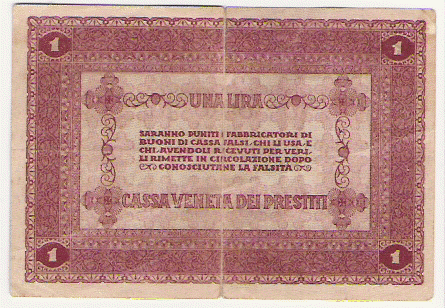 1 1
UNA LIRA
SARANNO PUNITI I FABBRICATORI DI
BUONI DI CASSA FALSI, CHI LI USA E
CHI AVENDOLI RICEVUTI PER VERI
LI RIMETTE IN CIRCOLAZIONE DOPO
CONOSCIUTANE LA FALSITÀ
CASSA VENETA DEI PRESTITI
1 1